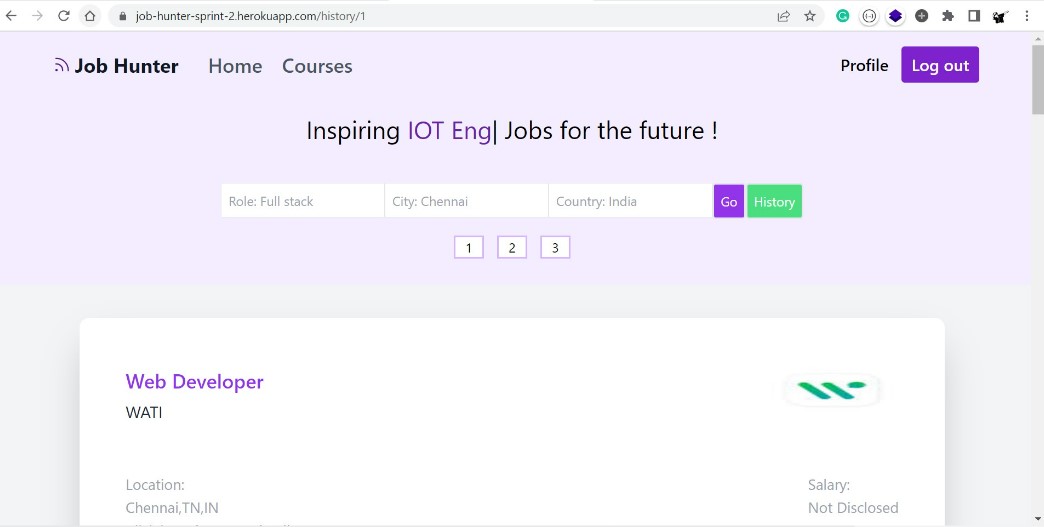 job-hunter-sprint-2.herokuapp.com/history/1
Job Hunter Home Courses Profile Log out
Inspiring IOT Eng| Jobs for the future !
Role: Full stack City: Chennai Country: India Go History
1 2 3
Web Developer
WATI
Location: Salary:
Chennai,TN,IN Not Disclosed